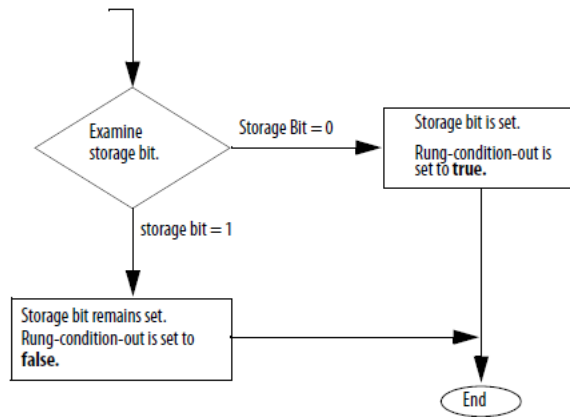 Examine
storage bit.
Storage Bit = 0
Storage bit is set.
Rung-condition-out is
set to true.
storage bit = 1
Storage bit remains set.
Rung-condition-out is set to
false.
End